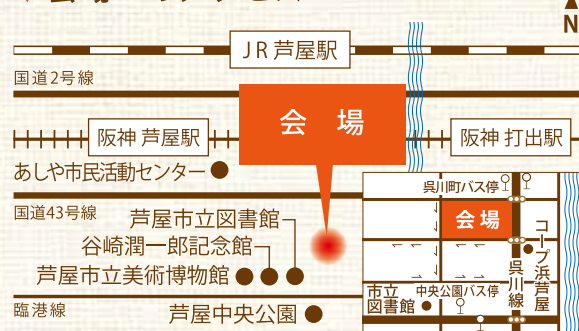 N
JR芦屋駅
国道2号線
会 場
阪神 芦屋駅
阪神 打出駅
あしや市民活動センター
国道43号線
芦屋市立図書館
谷崎潤一郎記念館
芦屋市立美術博物館
臨港線
芦屋中央公園
呉川町バス停
会 場
コープ浜芦屋
呉川線
市立
図書館
中央公園バス停